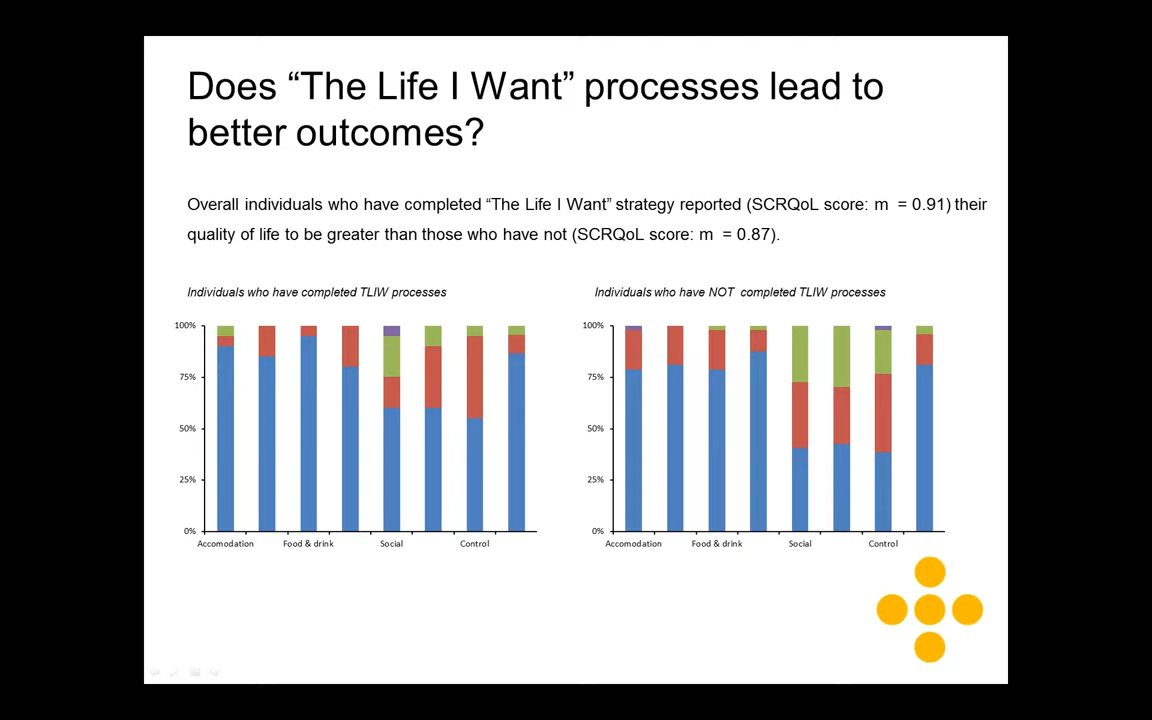 Does “The Life I Want” processes lead to
better outcomes?
Overall individuals who have completed “The Life I Want” strategy reported (SCRQoL score: m = 0.91) their
quality of life to be greater than those who have not (SCRQoL score: m = 0.87).
Individuals who have completed TLIW processes
100%
75%
50%
25%
0%
Accomodation Food & drink Social Control
Individuals who have NOT completed TLIW processes
100%
75%
50%
25%
0%
Accomodation Food & drink Social Control